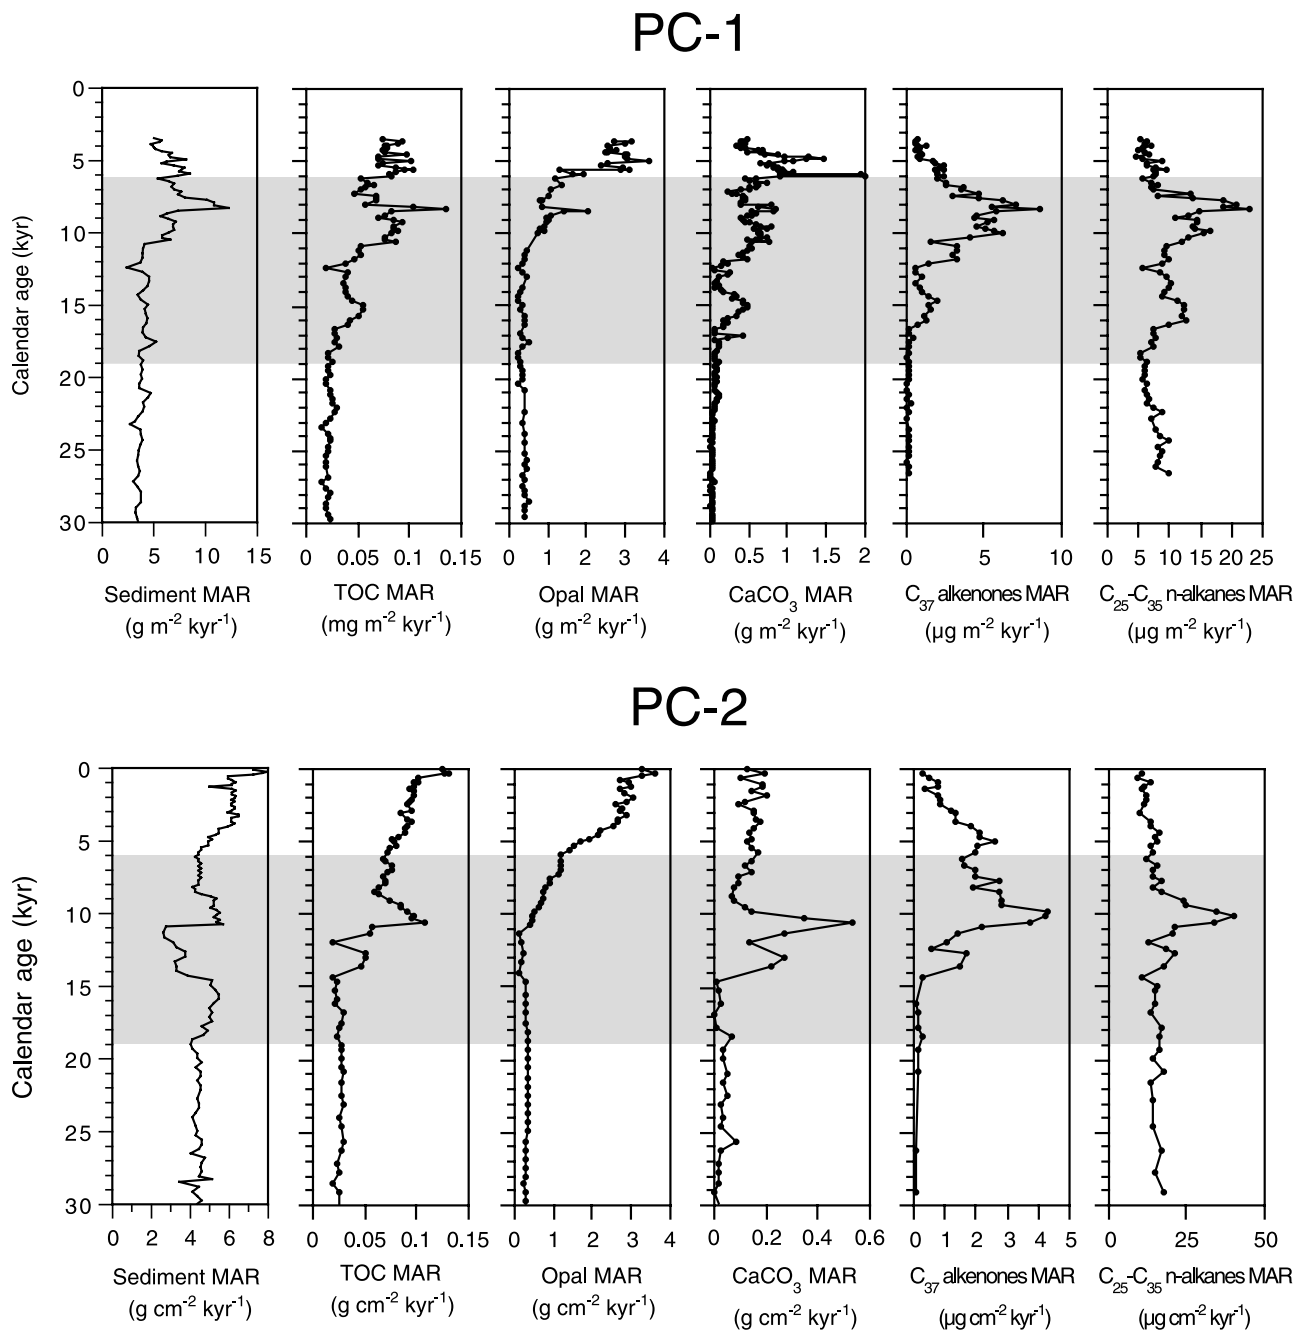 PC-1
0
5
10
15
20
25
30
Calendar age (kyr)
0 5 10 15
0 0.05 0.1 0.15
0 1 2 3 4
0 0.5 1 1.5 2
0 5 10
5 10 15 20 25
Sediment MAR
(g m⁻² kyr⁻¹)
TOC MAR
(mg m⁻² kyr⁻¹)
Opal MAR
(g m⁻² kyr⁻¹)
CaCO₃ MAR
(g m⁻² kyr⁻¹)
C₃₇ alkenones MAR
(µg m⁻² kyr⁻¹)
C₂₅-C₃₅ n-alkanes MAR
(µg m⁻² kyr⁻¹)
PC-2
0
5
10
15
20
25
30
Calendar age (kyr)
0 2 4 6 8
0 0.05 0.1 0.15
0 1 2 3 4
0 0.2 0.4 0.6
0 1 2 3 4 5
0 25 50
Sediment MAR
(g cm⁻² kyr⁻¹)
TOC MAR
(g cm⁻² kyr⁻¹)
Opal MAR
(g cm⁻² kyr⁻¹)
CaCO₃ MAR
(g cm⁻² kyr⁻¹)
C₃₇ alkenones MAR
(µg cm⁻² kyr⁻¹)
C₂₅-C₃₅ n-alkanes MAR
(µg cm⁻² kyr⁻¹)